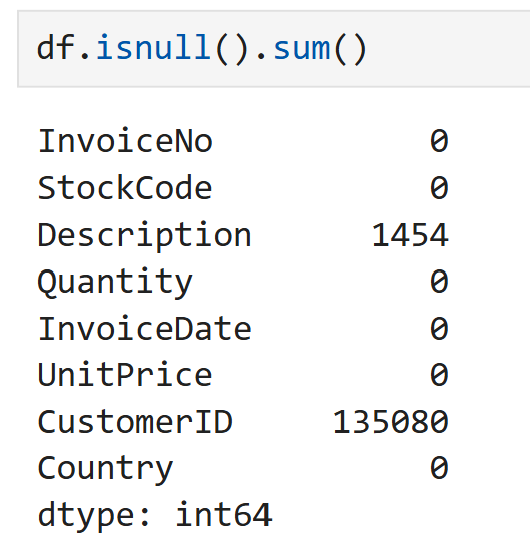 df.isnull().sum()
InvoiceNo 0
StockCode 0
Description 1454
Quantity 0
InvoiceDate 0
UnitPrice 0
CustomerID 135080
Country 0
dtype: int64